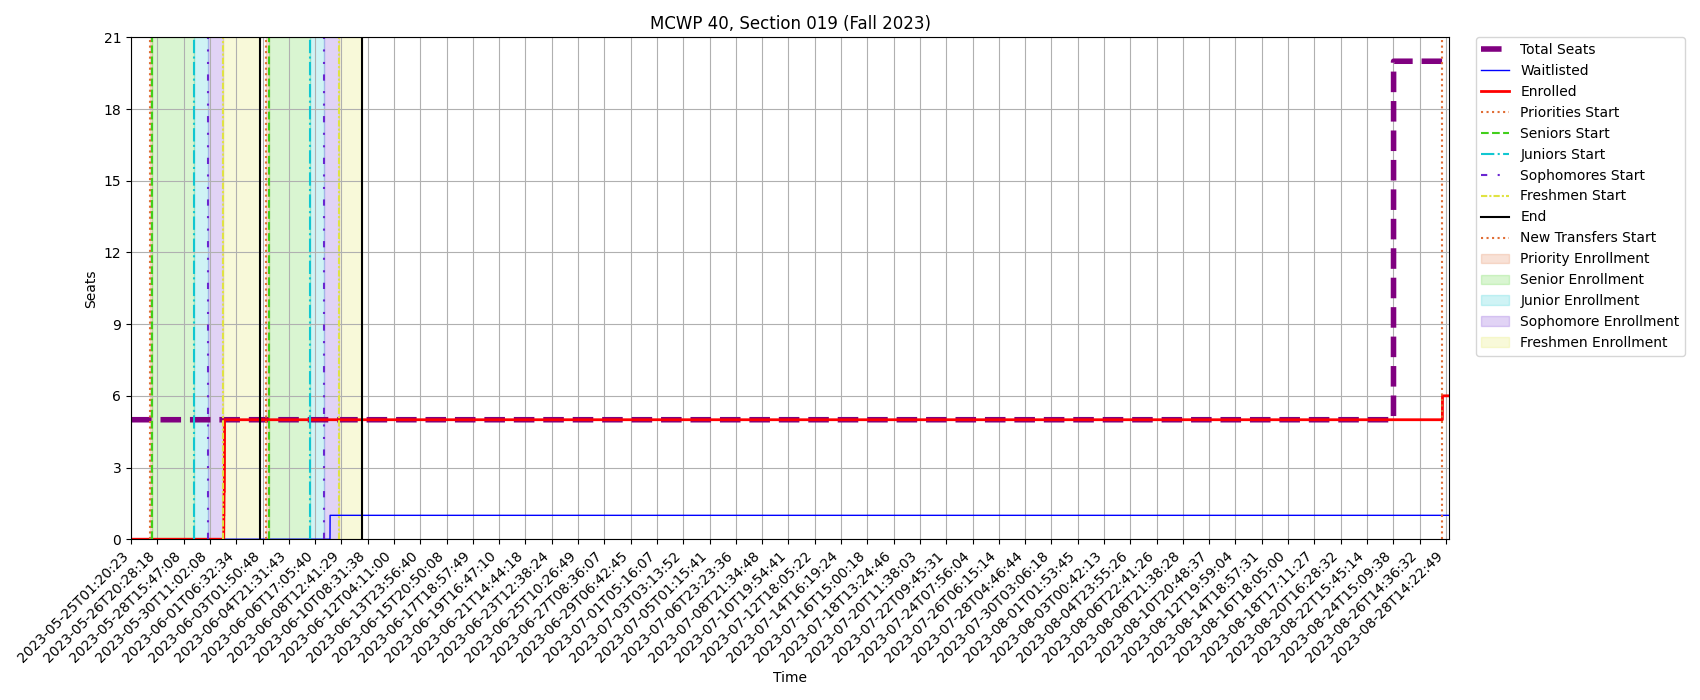 MCWP 40, Section 019 (Fall 2023)
21
18
15
12
9
6
3
0
Seats
2023-05-25T01:20:23
2023-05-26T20:28:18
2023-05-28T15:47:08
2023-05-30T11:02:08
2023-06-01T06:32:34
2023-06-03T01:50:48
2023-06-04T21:31:43
2023-06-06T17:05:40
2023-06-08T12:41:29
2023-06-10T08:31:38
2023-06-12T04:11:00
2023-06-13T23:56:40
2023-06-15T20:50:08
2023-06-17T18:57:49
2023-06-19T16:47:10
2023-06-21T14:44:18
2023-06-23T12:38:24
2023-06-25T10:26:49
2023-06-27T08:36:07
2023-06-29T06:42:45
2023-07-01T05:16:07
2023-07-03T03:13:52
2023-07-05T01:15:41
2023-07-06T23:23:36
2023-07-08T21:34:48
2023-07-10T19:54:41
2023-07-12T18:05:22
2023-07-14T16:19:24
2023-07-16T15:00:18
2023-07-18T13:24:46
2023-07-20T11:38:03
2023-07-22T09:45:31
2023-07-24T07:56:04
2023-07-26T06:15:14
2023-07-28T04:46:44
2023-07-30T03:06:18
2023-08-01T01:53:45
2023-08-03T00:42:13
2023-08-04T23:55:26
2023-08-06T22:41:26
2023-08-08T21:38:28
2023-08-10T20:48:37
2023-08-12T19:59:04
2023-08-14T18:57:31
2023-08-16T18:05:00
2023-08-18T17:11:27
2023-08-20T16:28:32
2023-08-22T15:45:14
2023-08-24T15:09:38
2023-08-26T14:36:32
2023-08-28T14:22:49
Time
Total Seats
Waitlisted
Enrolled
Priorities Start
Seniors Start
Juniors Start
Sophomores Start
Freshmen Start
End
New Transfers Start
Priority Enrollment
Senior Enrollment
Junior Enrollment
Sophomore Enrollment
Freshmen Enrollment